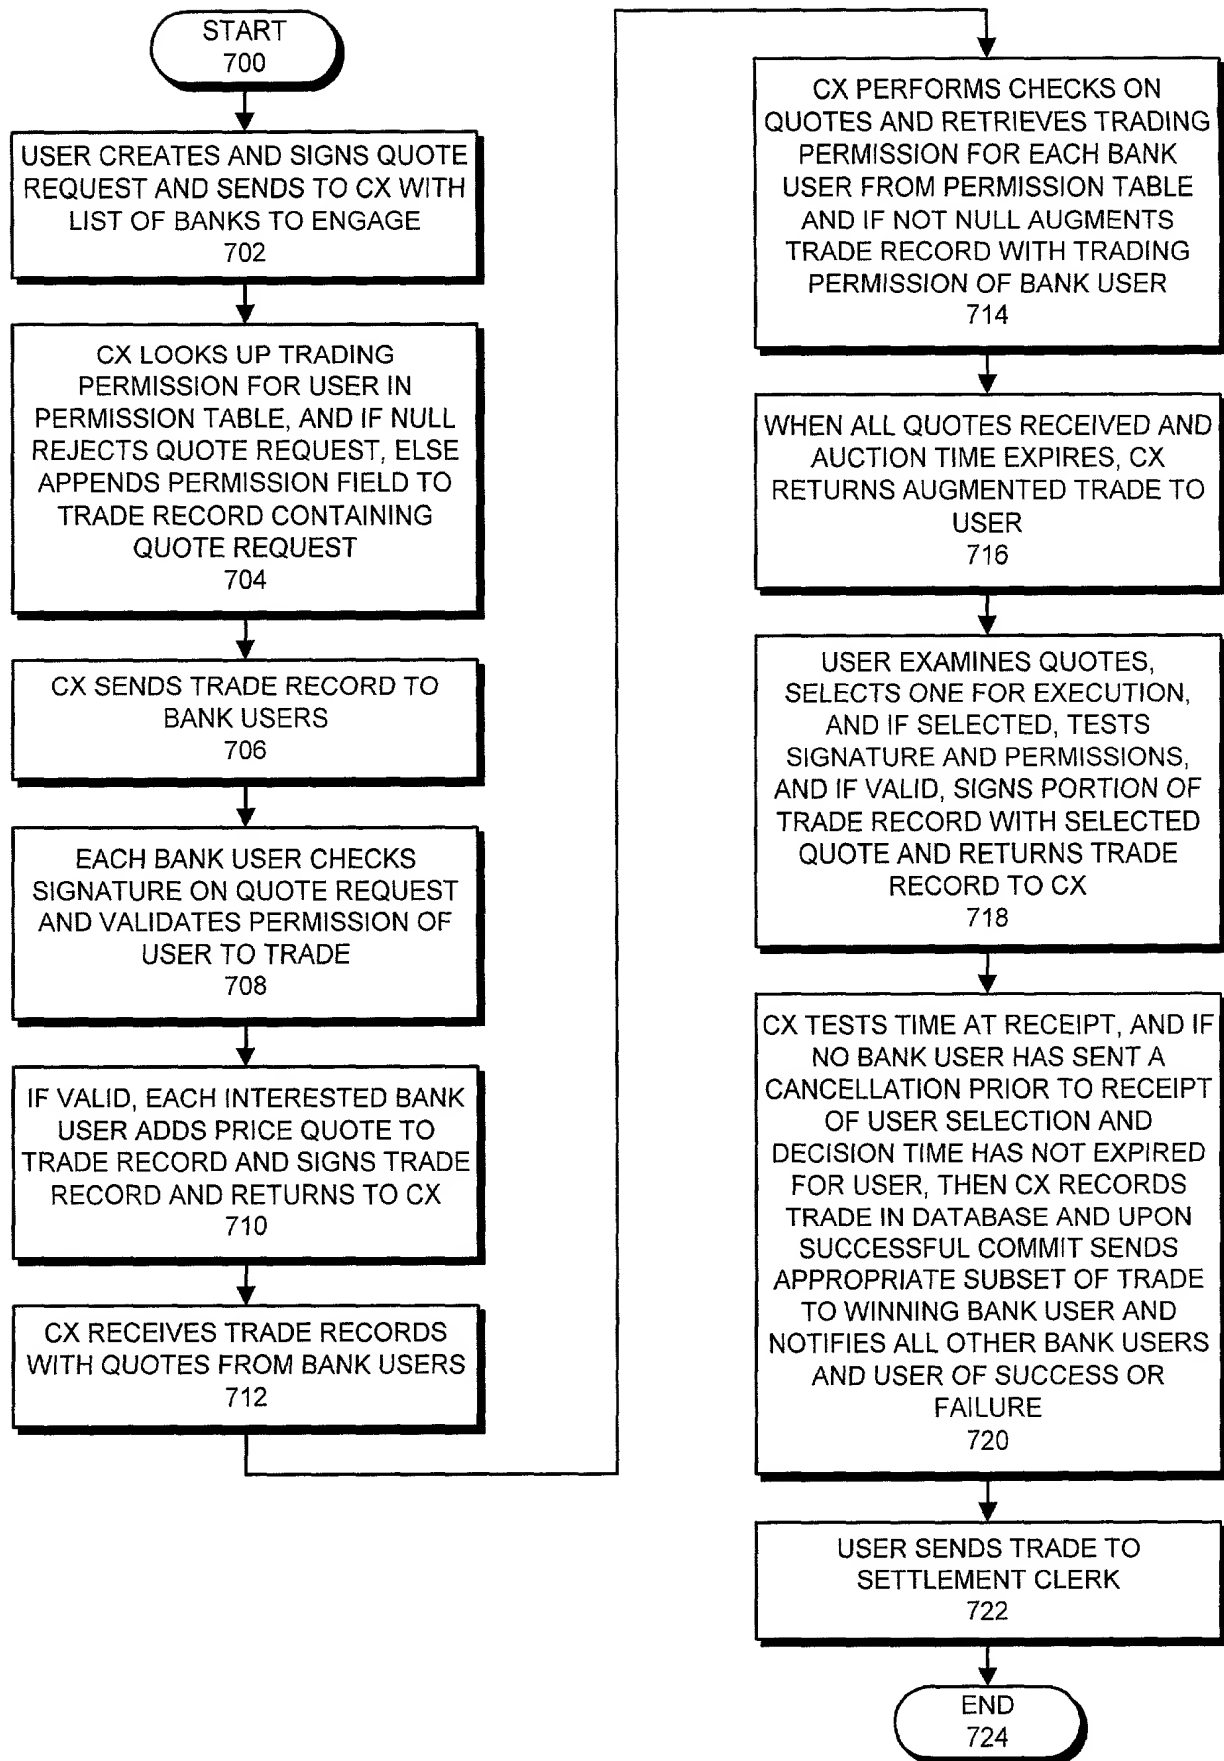 START
700
USER CREATES AND SIGNS QUOTE
REQUEST AND SENDS TO CX WITH
LIST OF BANKS TO ENGAGE
702
CX LOOKS UP TRADING
PERMISSION FOR USER IN
PERMISSION TABLE, AND IF NULL
REJECTS QUOTE REQUEST, ELSE
APPENDS PERMISSION FIELD TO
TRADE RECORD CONTAINING
QUOTE REQUEST
704
CX SENDS TRADE RECORD TO
BANK USERS
706
EACH BANK USER CHECKS
SIGNATURE ON QUOTE REQUEST
AND VALIDATES PERMISSION OF
USER TO TRADE
708
IF VALID, EACH INTERESTED BANK
USER ADDS PRICE QUOTE TO
TRADE RECORD AND SIGNS TRADE
RECORD AND RETURNS TO CX
710
CX RECEIVES TRADE RECORDS
WITH QUOTES FROM BANK USERS
712
CX PERFORMS CHECKS ON
QUOTES AND RETRIEVES TRADING
PERMISSION FOR EACH BANK
USER FROM PERMISSION TABLE
AND IF NOT NULL AUGMENTS
TRADE RECORD WITH TRADING
PERMISSION OF BANK USER
714
WHEN ALL QUOTES RECEIVED AND
AUCTION TIME EXPIRES, CX
RETURNS AUGMENTED TRADE TO
USER
716
USER EXAMINES QUOTES,
SELECTS ONE FOR EXECUTION,
AND IF SELECTED, TESTS
SIGNATURE AND PERMISSIONS,
AND IF VALID, SIGNS PORTION OF
TRADE RECORD WITH SELECTED
QUOTE AND RETURNS TRADE
RECORD TO CX
718
CX TESTS TIME AT RECEIPT, AND IF
NO BANK USER HAS SENT A
CANCELLATION PRIOR TO RECEIPT
OF USER SELECTION AND
DECISION TIME HAS NOT EXPIRED
FOR USER, THEN CX RECORDS
TRADE IN DATABASE AND UPON
SUCCESSFUL COMMIT SENDS
APPROPRIATE SUBSET OF TRADE
TO WINNING BANK USER AND
NOTIFIES ALL OTHER BANK USERS
AND USER OF SUCCESS OR
FAILURE
720
USER SENDS TRADE TO
SETTLEMENT CLERK
722
END
724